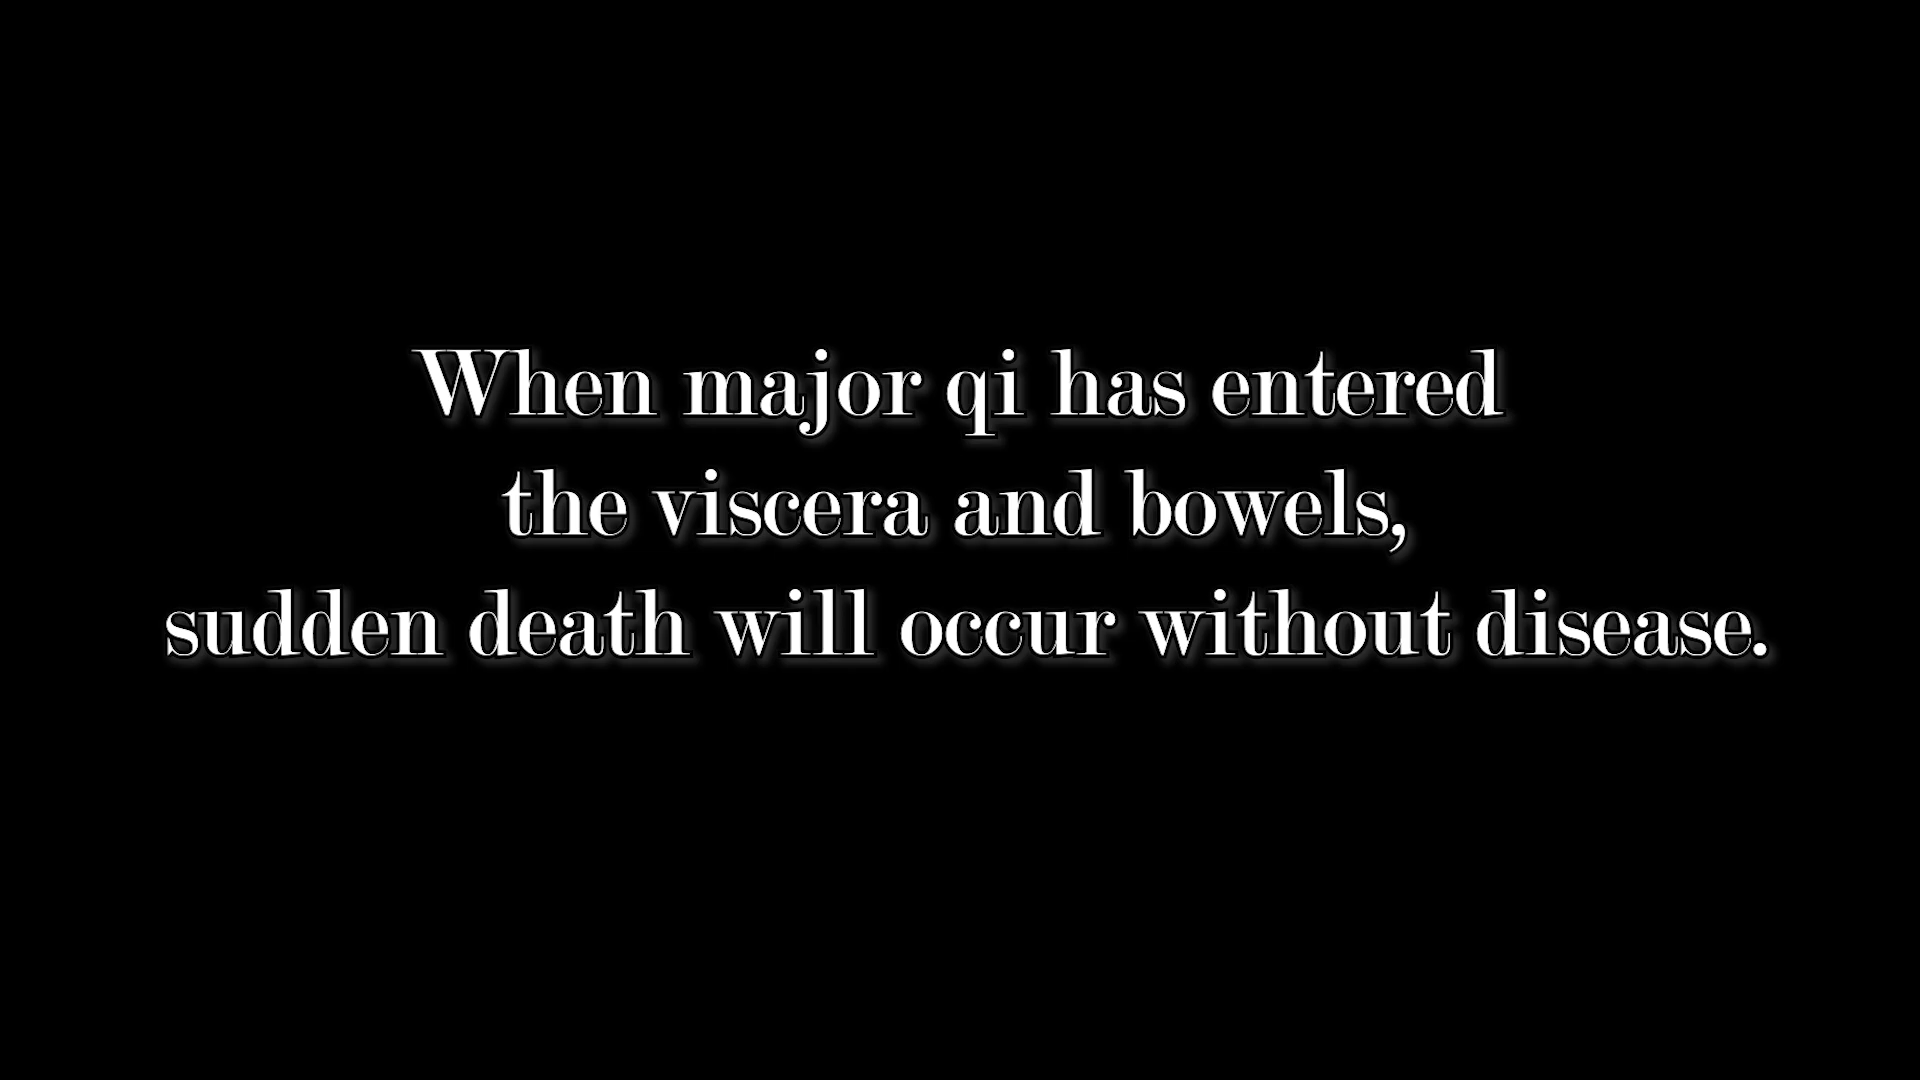 When major qi has entered
the viscera and bowels,
sudden death will occur without disease.